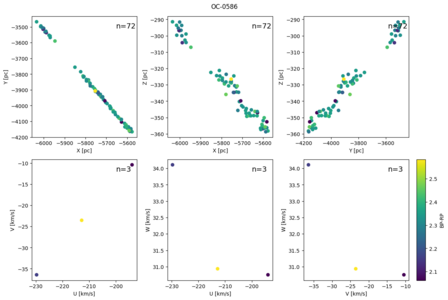 OC-0586
n=72
n=72
n=72
−3500
−3600
−3700
−3800
−3900
−4000
−4100
−4200
Y [pc]
−6000 −5900 −5800 −5700 −5600
X [pc]
−290
−300
−310
−320
−330
−340
−350
−360
Z [pc]
−6000 −5900 −5800 −5700 −5600
X [pc]
−290
−300
−310
−320
−330
−340
−350
−360
Z [pc]
−4200 −4000 −3800 −3600
Y [pc]
n=3
n=3
n=3
−10
−15
−20
−25
−30
−35
V [km/s]
−230 −220 −210 −200
U [km/s]
34.0
33.5
33.0
32.5
32.0
31.5
31.0
W [km/s]
−230 −220 −210 −200
U [km/s]
34.0
33.5
33.0
32.5
32.0
31.5
31.0
W [km/s]
−35 −30 −25 −20 −15 −10
V [km/s]
2.5
2.4
2.3
2.2
2.1
BP-RP